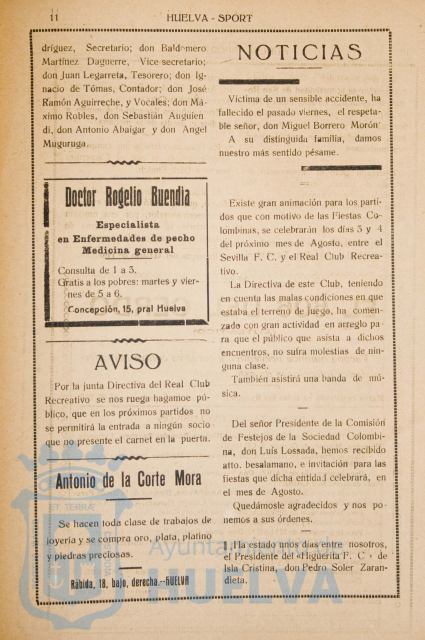 11
HUELVA - SPORT
dríguez, Secretario; don Baldomero
Martínez Daguerre, Vice-secretario;
don Juan Legarreta, Tesorero; don Ig-
nacio de Tómas, Contador; don José
Ramón Aguirreche, y Vocales; don Má-
ximo Robles, don Sebastián Auguien
di, don Antonio Abaigar y don Angel
Muguruga.
Doctor Rogelio Buendia
Especialista
en Enfermedades de pecho
Medicina general
Consulta de 1 a 3.
Gratis a los pobres: martes y vier-
nes de 5 a 6.
Concepción, 15, pral Huelva
AVISO
Por la junta Directiva del Real Club
Recreativo se nos ruega hagamoe pú-
blico, que en los próximos partidos no
se permitirá la entrada a ningún socio
que no presente el carnet en la puerta.
Antonio de la Corte Mora
Se hacen toda clase de trabajos de
joyería y se compra oro, plata, platino
y piedras preciosas.
Rábida, 18, bajo, derecha.--HUELVA
NOTICIAS
Víctima de un sensible accidente, ha
fallecido el pasado viernes, el respeta-
ble señor, don Miguel Borrero Morón
A su distinguida familia, damos
nuestro más sentido pésame.
Existe gran animación para los parti-
dos que con motivo de las Fiestas Co-
lombinas, se celebrarán los días 3 y 4
del próximo mes de Agosto, entre el
Sevilla F. C. y el Real Club Recrea-
tivo.
La Directiva de este Club, teniendo
en cuenta las malas condiciones en que
estaba el terreno de juego, ha comen-
zado con gran actividad en arreglo pa
ra que el público que asista a dichos
encuentros, no sufra molestias de nin-
guna clase.
También asistirá una banda de mú-
sica.
Del señor Presidente de la Comisión
de Festejos de la Sociedad Colombi-
na, don Luis Lossada, hemos recibido
atto. besalamano, e invitación para las
fiestas que dicha entidad celebrará, en
el mes de Agosto.
Quedámosle agradecidos y nos po-
nemos a sus órdenes.
Ha estado unos días entre nosotros,
el Presidente del «Higuerita F. C.» de
Isla Cristina, don Pedro Soler Zaran-
dieta.
Ayuntamiento de
HUELVA